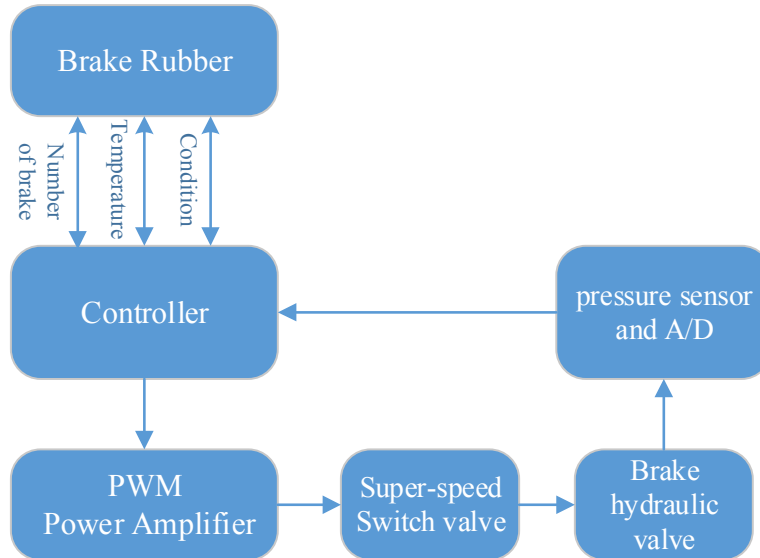 Brake Rubber
Number
of brake
Temperature
Condition
Controller
pressure sensor
and A/D
PWM
Power Amplifier
Super-speed
Switch valve
Brake
hydraulic
valve